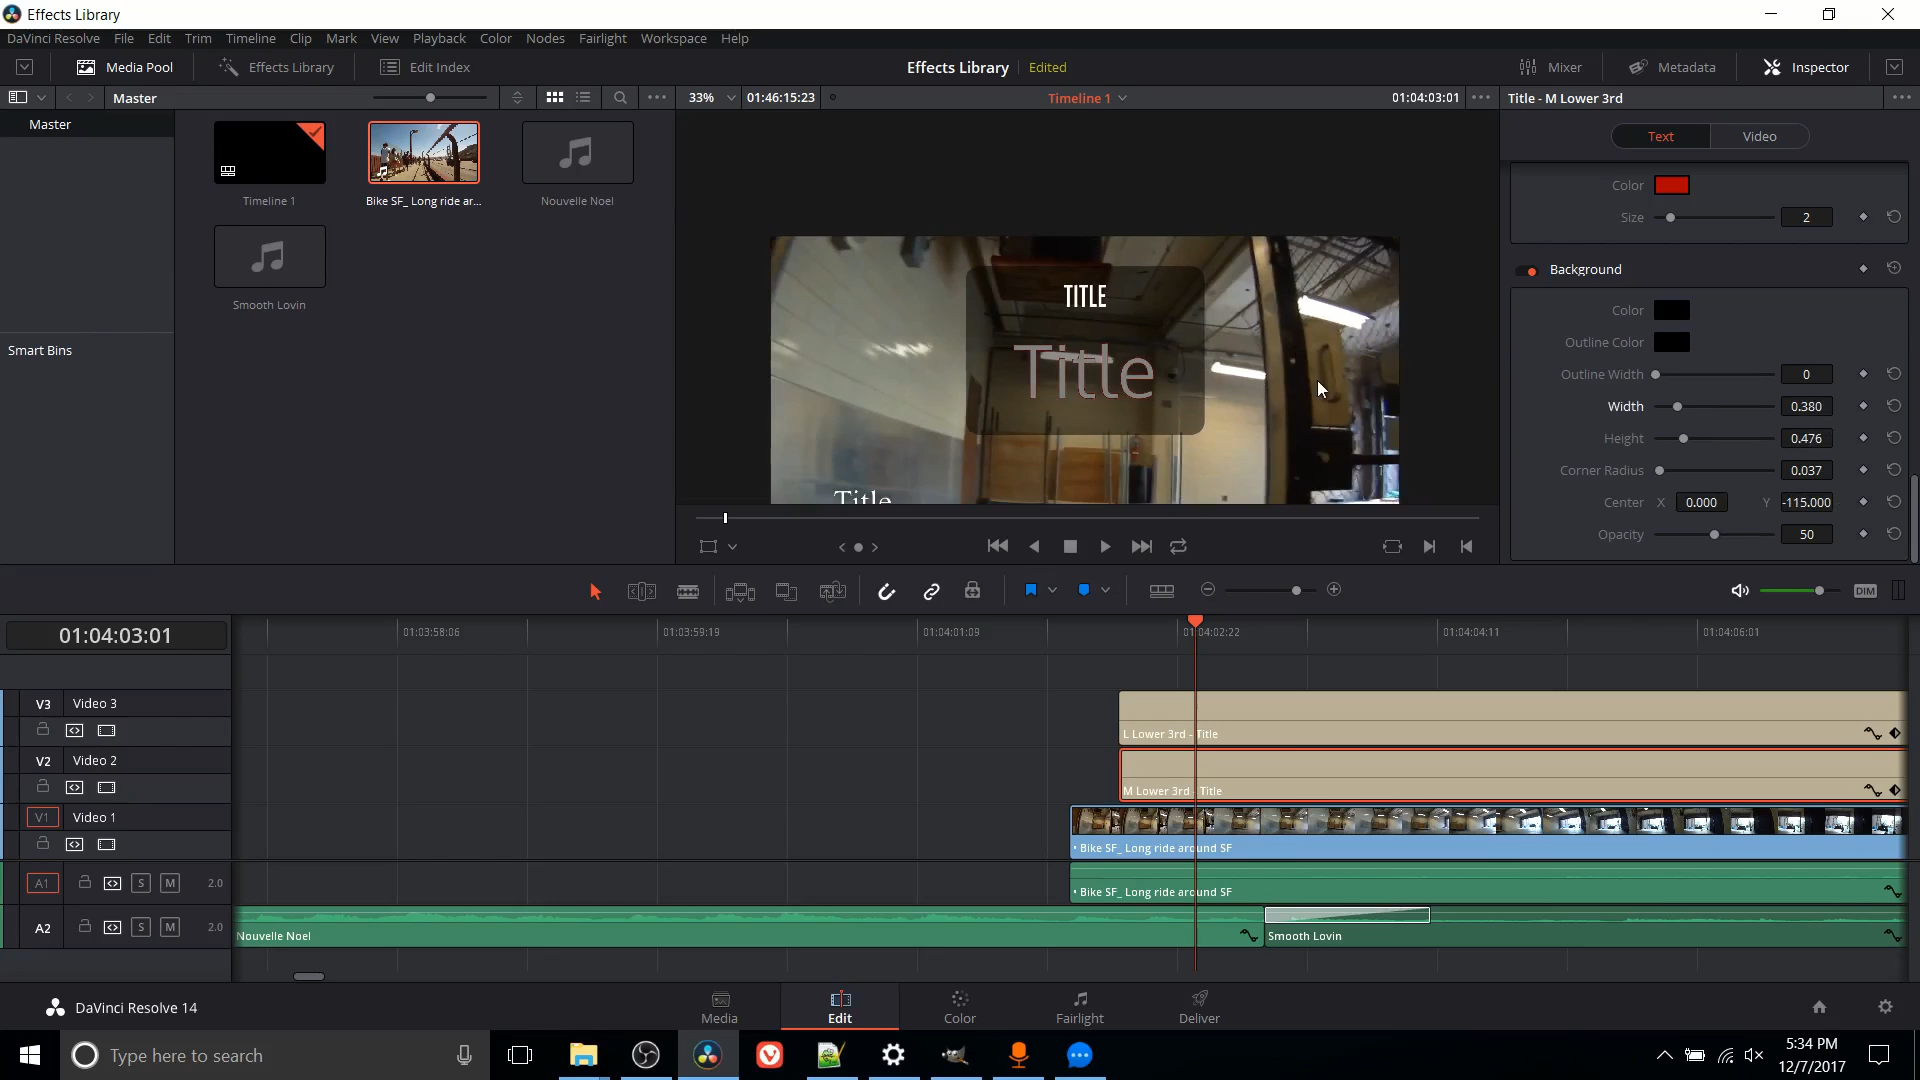 Effects Library
DaVinci Resolve File Edit Trim Timeline Clip Mark View Playback Color Nodes Fairlight Workspace Help
Media Pool Effects Library Edit Index Effects Library Edited Mixer Metadata Inspector
Master 33% 01:46:15:23 Timeline 1 01:04:03:01 Title - M Lower 3rd
Master
Text Video
Timeline 1 Bike SF_ Long ride ar... Nouvelle Noel
Smooth Lovin
Smart Bins
TITLE
Title
Title
Color
Size 2
Background
Color
Outline Color
Outline Width 0
Width 0.380
Height 0.476
Corner Radius 0.037
Center X 0.000 Y -115.000
Opacity 50
DIM
01:04:03:01 01:03:58:06 01:03:59:19 01:04:01:09 01:04:02:22 01:04:04:11 01:04:06:01
V3 Video 3
L Lower 3rd - Title
V2 Video 2
M Lower 3rd - Title
V1 Video 1
• Bike SF_ Long ride around SF
A1 S M 2.0
• Bike SF_ Long ride around SF
A2 S M 2.0
Nouvelle Noel Smooth Lovin
DaVinci Resolve 14 Media Edit Color Fairlight Deliver
Type here to search
5:34 PM
12/7/2017